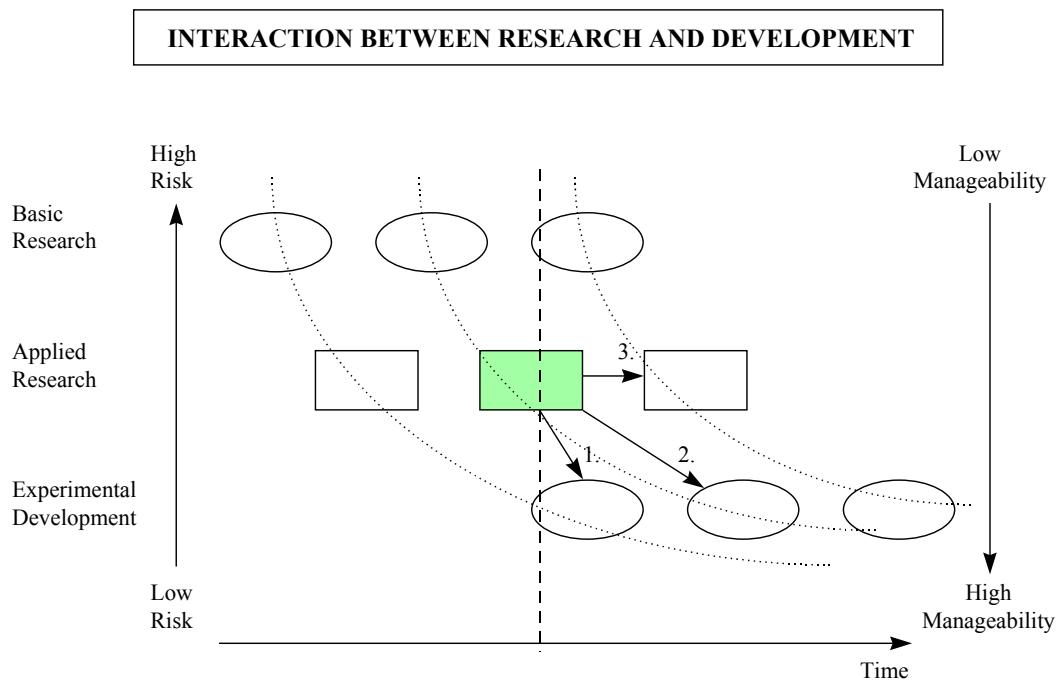 INTERACTION BETWEEN RESEARCH AND DEVELOPMENT
High
Risk
Low
Manageability
Basic
Research
Applied
Research
3.
1.
2.
Experimental
Development
Low
Risk
High
Manageability
Time